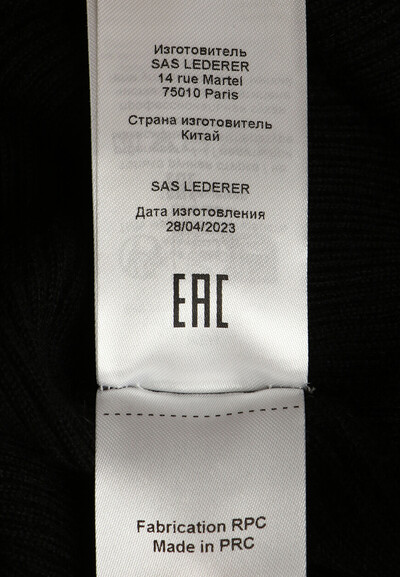 Изготовитель
SAS LEDERER
14 rue Martel
75010 Paris
Страна изготовитель
Китай
SAS LEDERER
Дата изготовления
28/04/2023
EAC
Fabrication RPC
Made in PRC